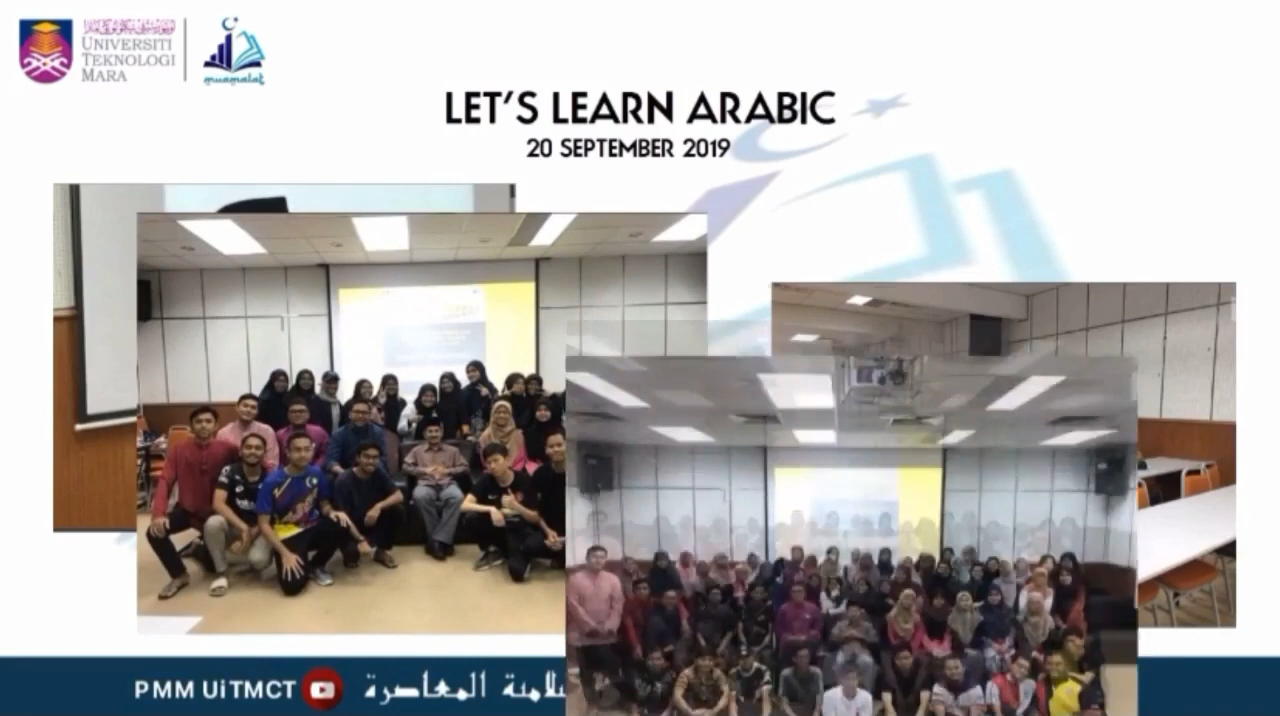 UNIVERSITI
TEKNOLOGI
MARA
muamalat
LET'S LEARN ARABIC
20 SEPTEMBER 2019
PMM UiTMCT
المعاصرة